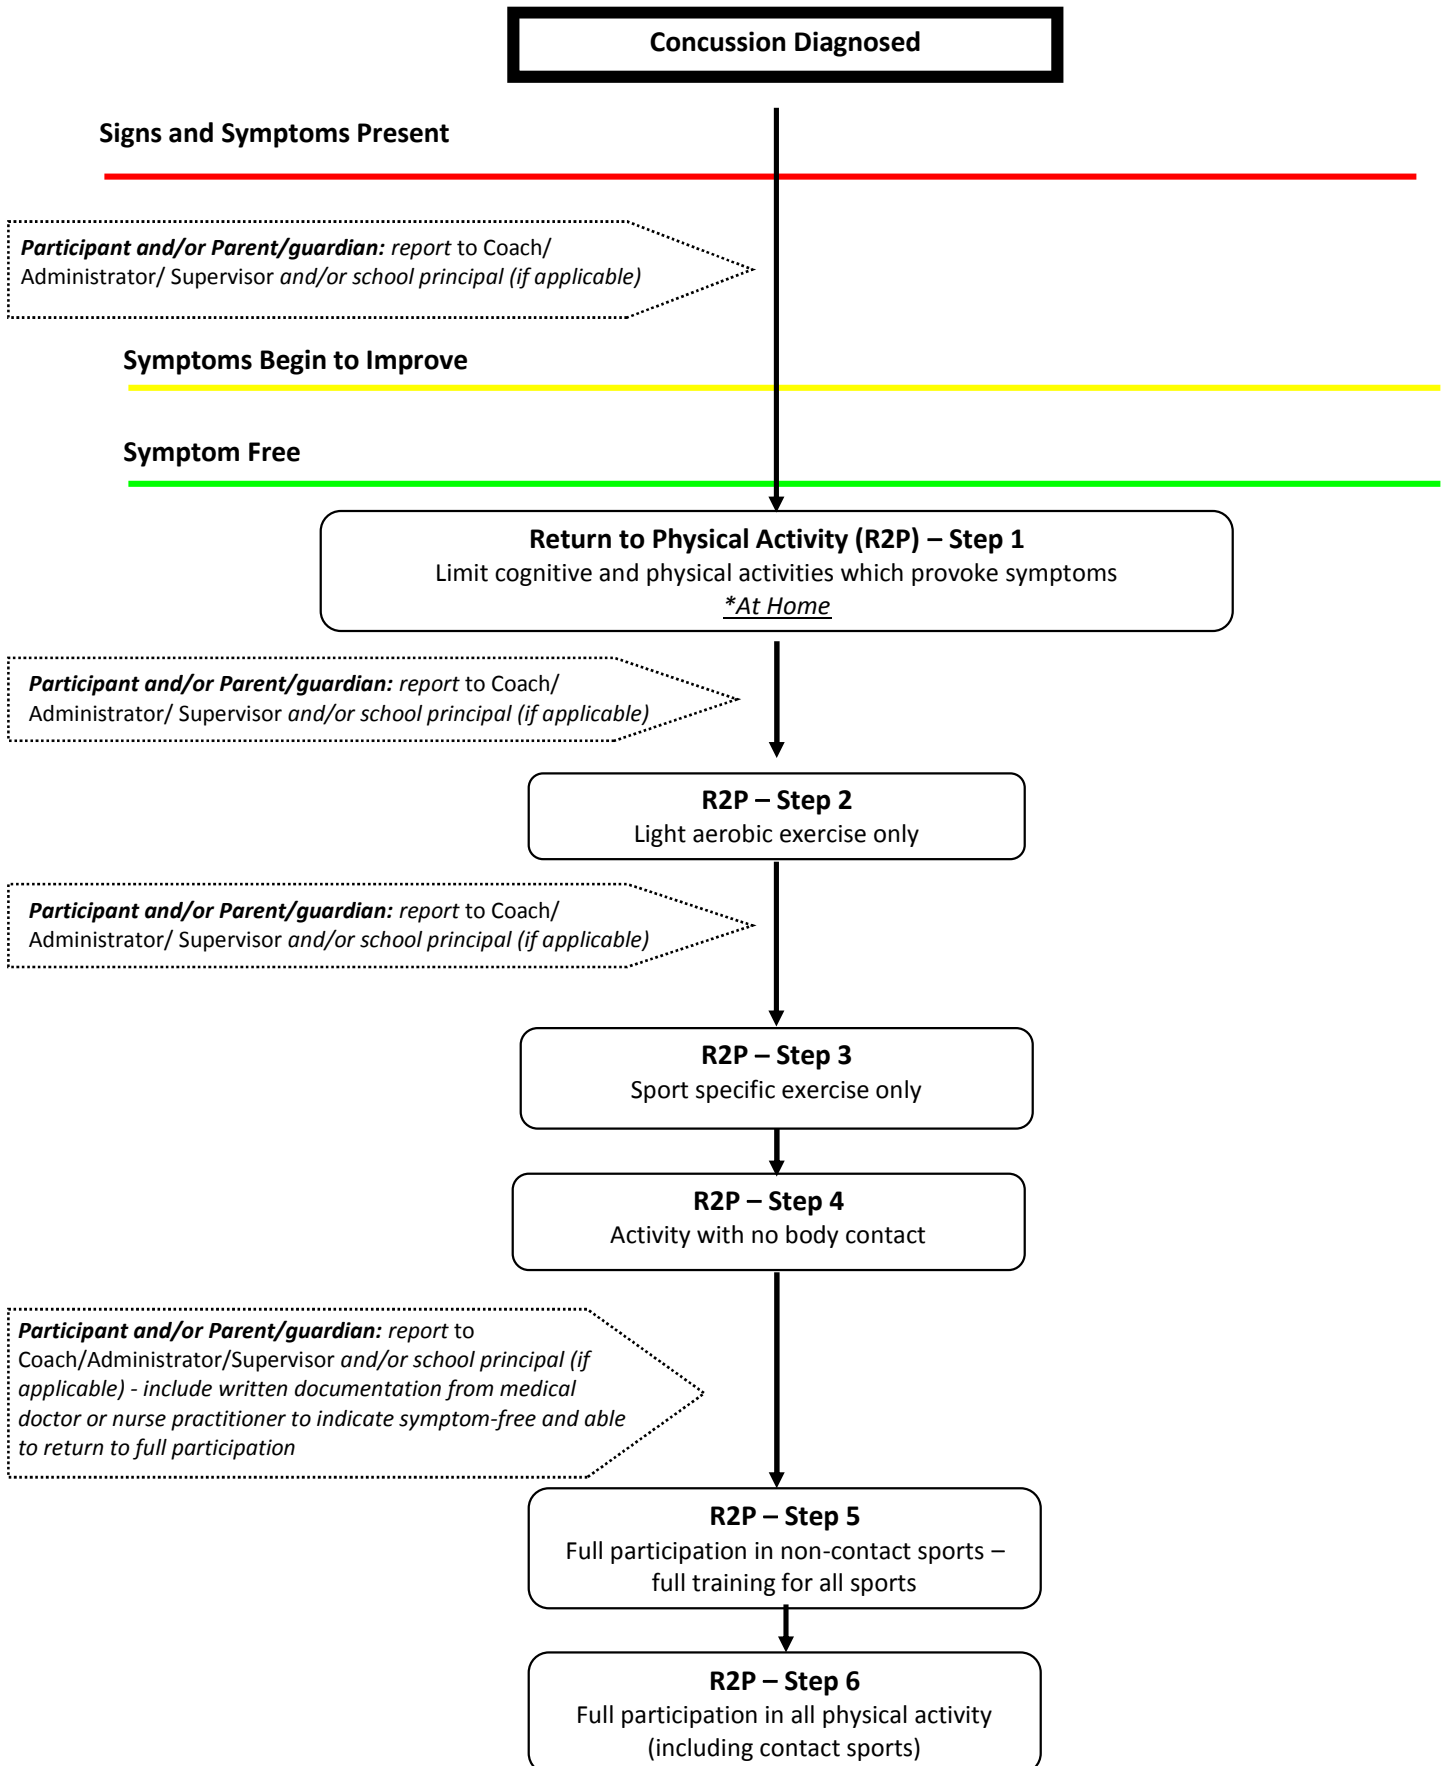 Concussion Diagnosed
Signs and Symptoms Present
Participant and/or Parent/guardian: report to Coach/
Administrator/ Supervisor and/or school principal (if applicable)
Symptoms Begin to Improve
Symptom Free
Return to Physical Activity (R2P) – Step 1
Limit cognitive and physical activities which provoke symptoms
*At Home
Participant and/or Parent/guardian: report to Coach/
Administrator/ Supervisor and/or school principal (if applicable)
R2P – Step 2
Light aerobic exercise only
Participant and/or Parent/guardian: report to Coach/
Administrator/ Supervisor and/or school principal (if applicable)
R2P – Step 3
Sport specific exercise only
R2P – Step 4
Activity with no body contact
Participant and/or Parent/guardian: report to
Coach/Administrator/Supervisor and/or school principal (if
applicable) - include written documentation from medical
doctor or nurse practitioner to indicate symptom-free and able
to return to full participation
R2P – Step 5
Full participation in non-contact sports –
full training for all sports
R2P – Step 6
Full participation in all physical activity
(including contact sports)